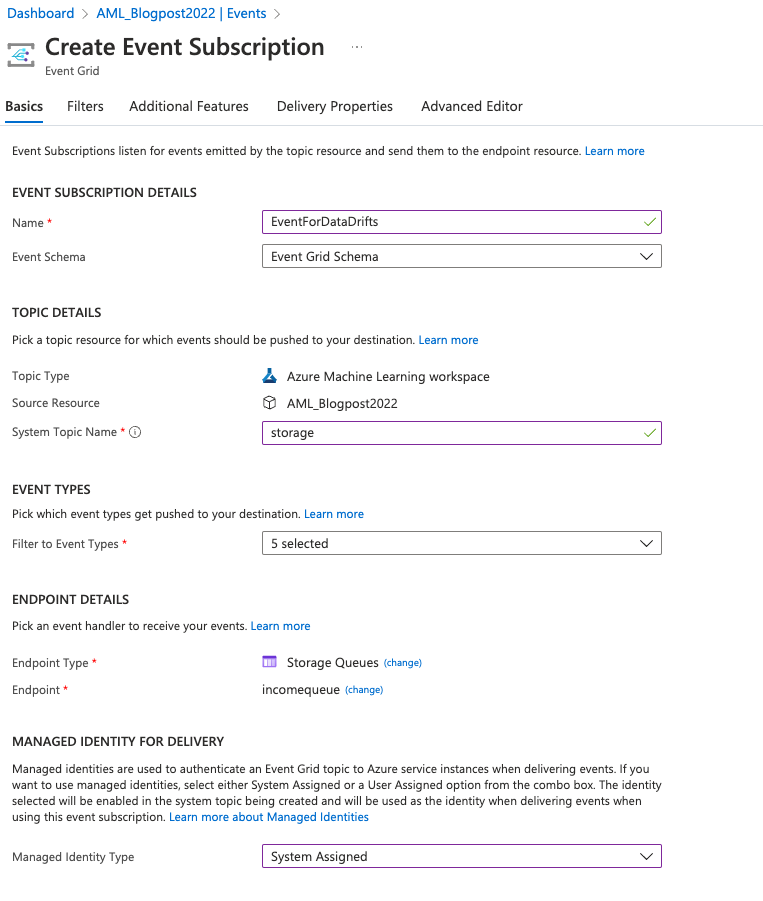 Dashboard > AML_Blogpost2022 | Events >
Create Event Subscription ...
Event Grid
Basics Filters Additional Features Delivery Properties Advanced Editor
Event Subscriptions listen for events emitted by the topic resource and send them to the endpoint resource. Learn more
EVENT SUBSCRIPTION DETAILS
Name * EventForDataDrifts
Event Schema Event Grid Schema
TOPIC DETAILS
Pick a topic resource for which events should be pushed to your destination. Learn more
Topic Type Azure Machine Learning workspace
Source Resource AML_Blogpost2022
System Topic Name * storage
EVENT TYPES
Pick which event types get pushed to your destination. Learn more
Filter to Event Types * 5 selected
ENDPOINT DETAILS
Pick an event handler to receive your events. Learn more
Endpoint Type * Storage Queues (change)
Endpoint * incomequeue (change)
MANAGED IDENTITY FOR DELIVERY
Managed identities are used to authenticate an Event Grid topic to Azure service instances when delivering events. If you
want to use managed identities, select either System Assigned or a User Assigned option from the combo box. The identity
selected will be enabled in the system topic being created and will be used as the identity when delivering events when
using this event subscription. Learn more about Managed Identities
Managed Identity Type System Assigned